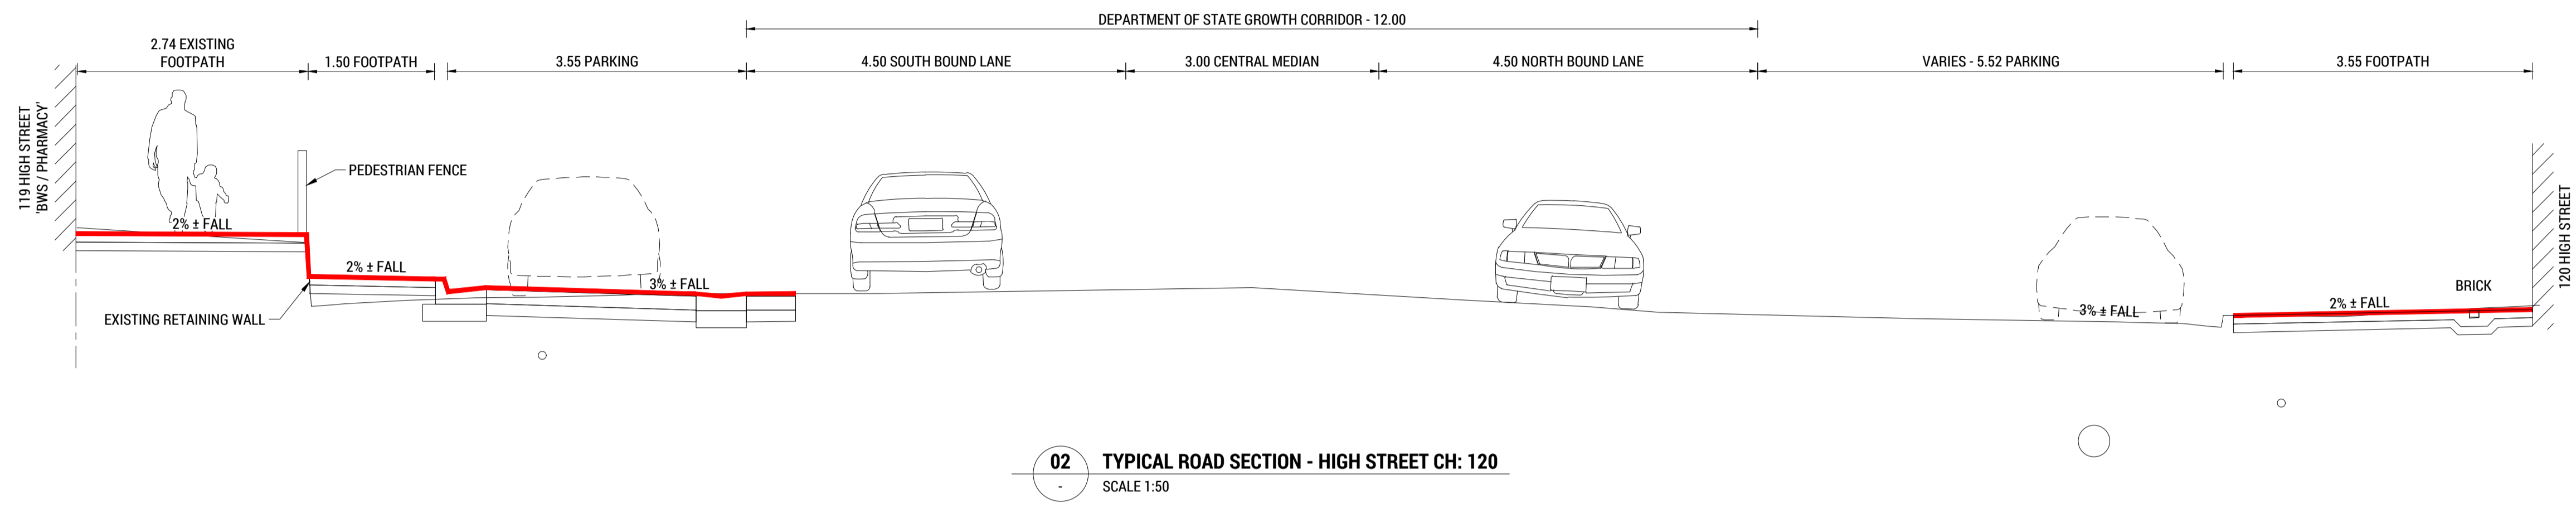 DEPARTMENT OF STATE GROWTH CORRIDOR - 12.00
2.74 EXISTING
FOOTPATH
1.50 FOOTPATH
3.55 PARKING
4.50 SOUTH BOUND LANE
3.00 CENTRAL MEDIAN
4.50 NORTH BOUND LANE
VARIES - 5.52 PARKING
3.55 FOOTPATH
119 HIGH STREET
'BWS / PHARMACY'
PEDESTRIAN FENCE
2% ± FALL
2% ± FALL
3% ± FALL
EXISTING RETAINING WALL
3% ± FALL
2% ± FALL
BRICK
120 HIGH STREET
02
-
TYPICAL ROAD SECTION - HIGH STREET CH: 120
SCALE 1:50